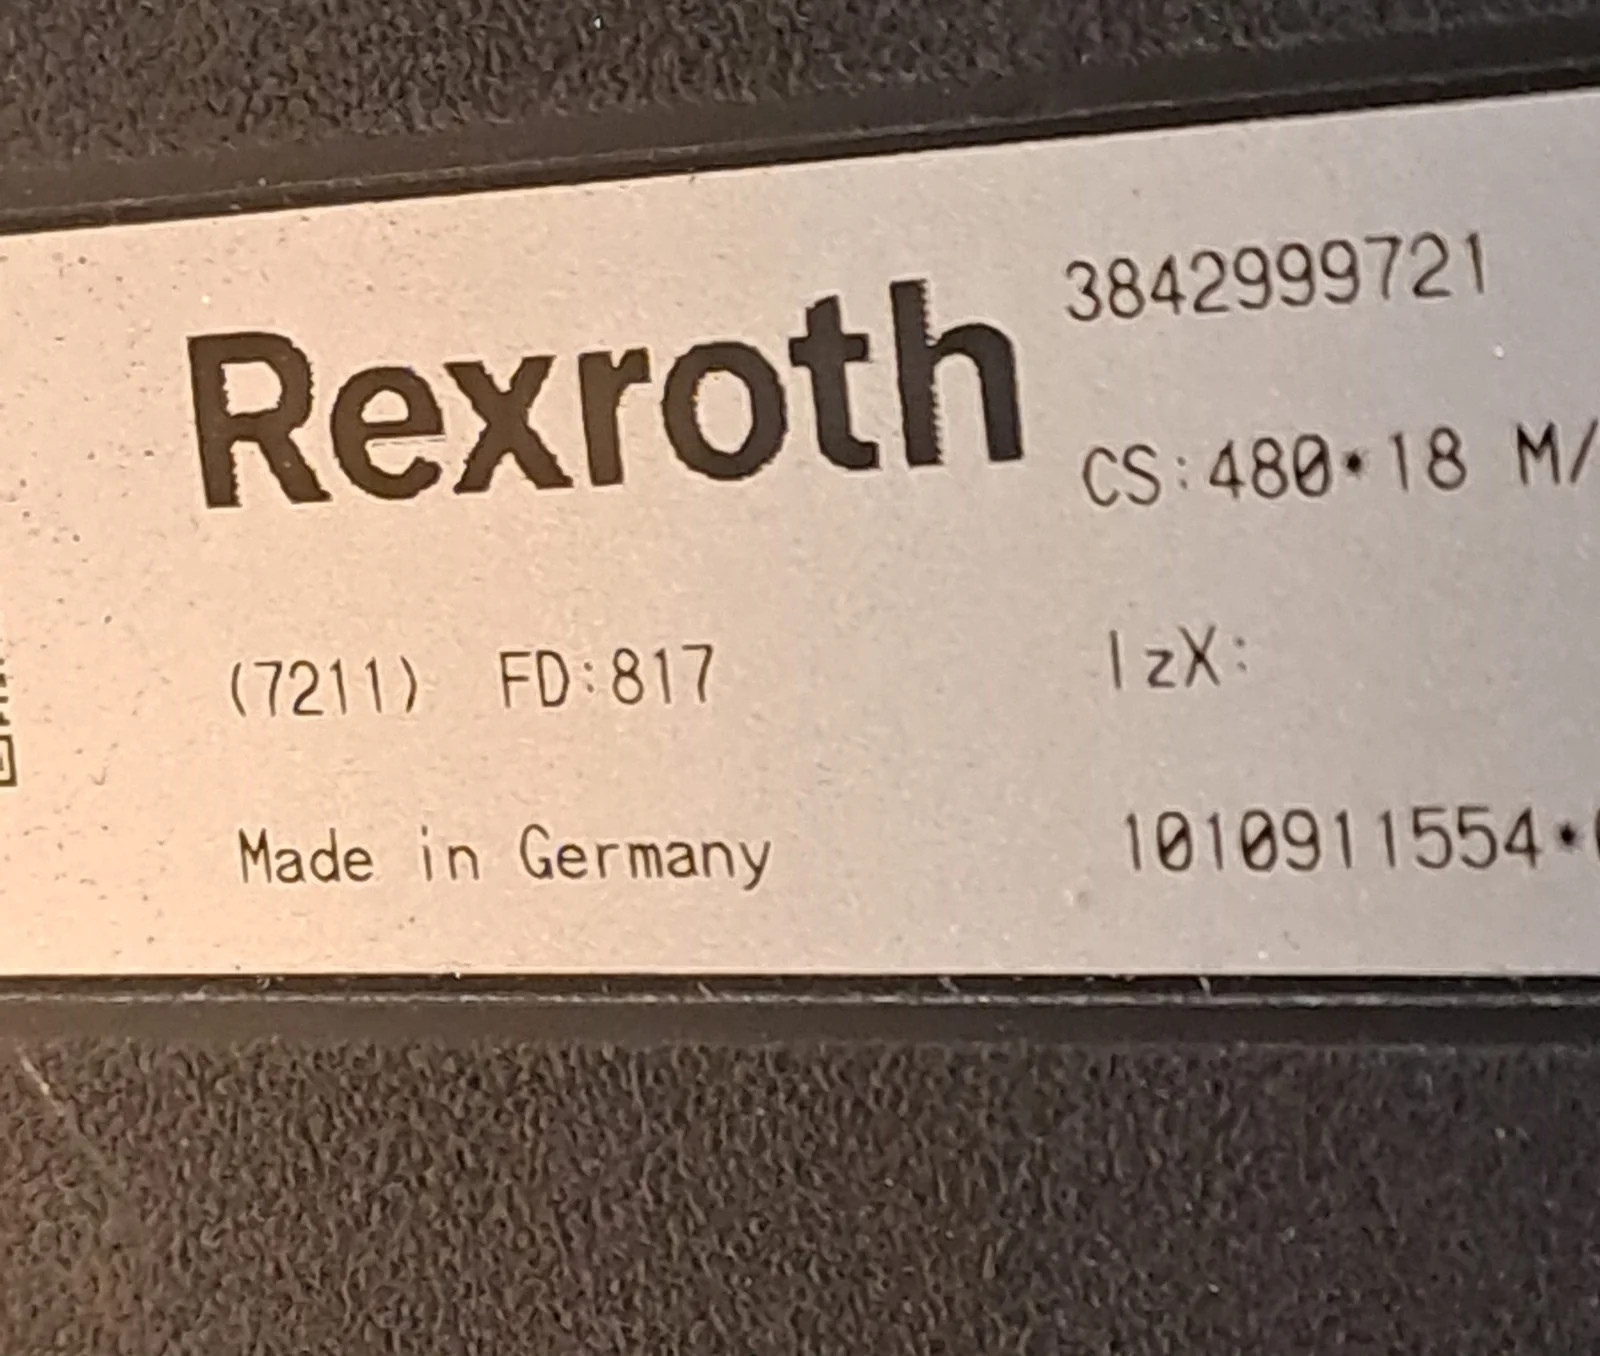 3842999721
Rexroth
CS:480*18 M/
(7211) FD:817
IzX:
Made in Germany
1010911554*